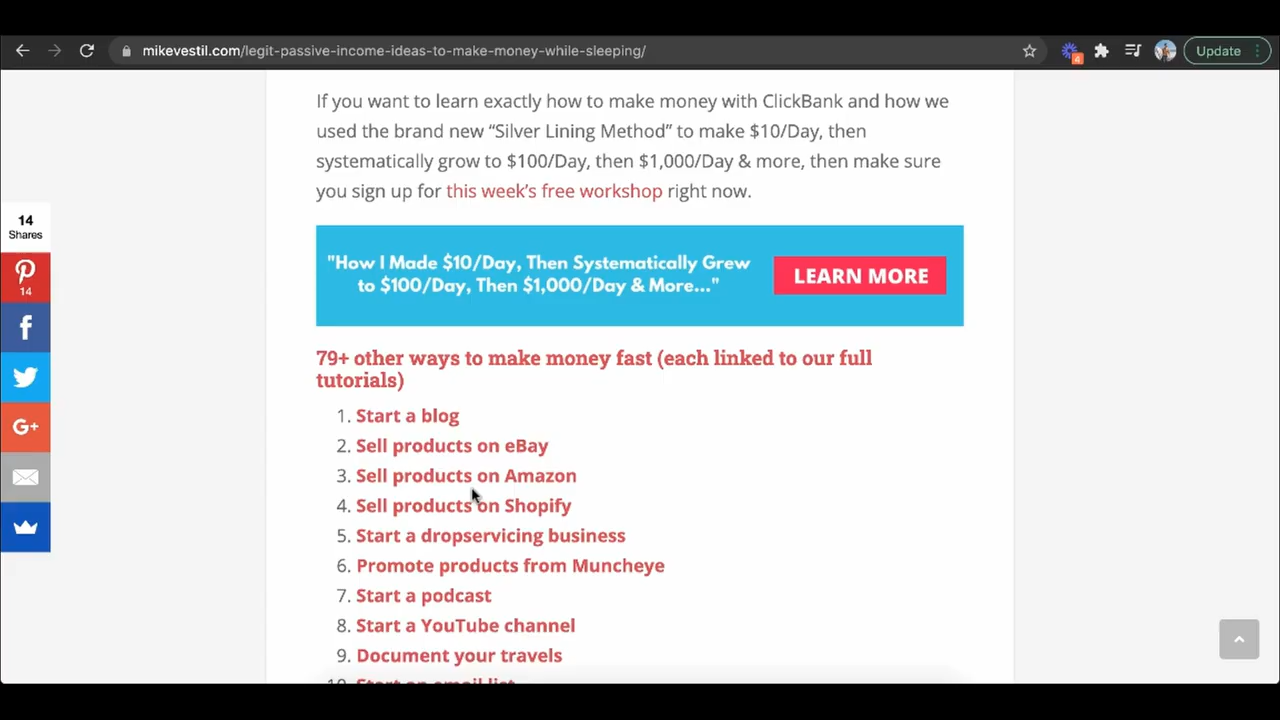 mikevestil.com/legit-passive-income-ideas-to-make-money-while-sleeping/
4
Update
If you want to learn exactly how to make money with ClickBank and how we
used the brand new “Silver Lining Method” to make $10/Day, then
systematically grow to $100/Day, then $1,000/Day & more, then make sure
you sign up for this week’s free workshop right now.
14
Shares
14
f
G+
"How I Made $10/Day, Then Systematically Grew
to $100/Day, Then $1,000/Day & More..."
LEARN MORE
79+ other ways to make money fast (each linked to our full
tutorials)
1. Start a blog
2. Sell products on eBay
3. Sell products on Amazon
4. Sell products on Shopify
5. Start a dropservicing business
6. Promote products from Muncheye
7. Start a podcast
8. Start a YouTube channel
9. Document your travels
10. Start an email list